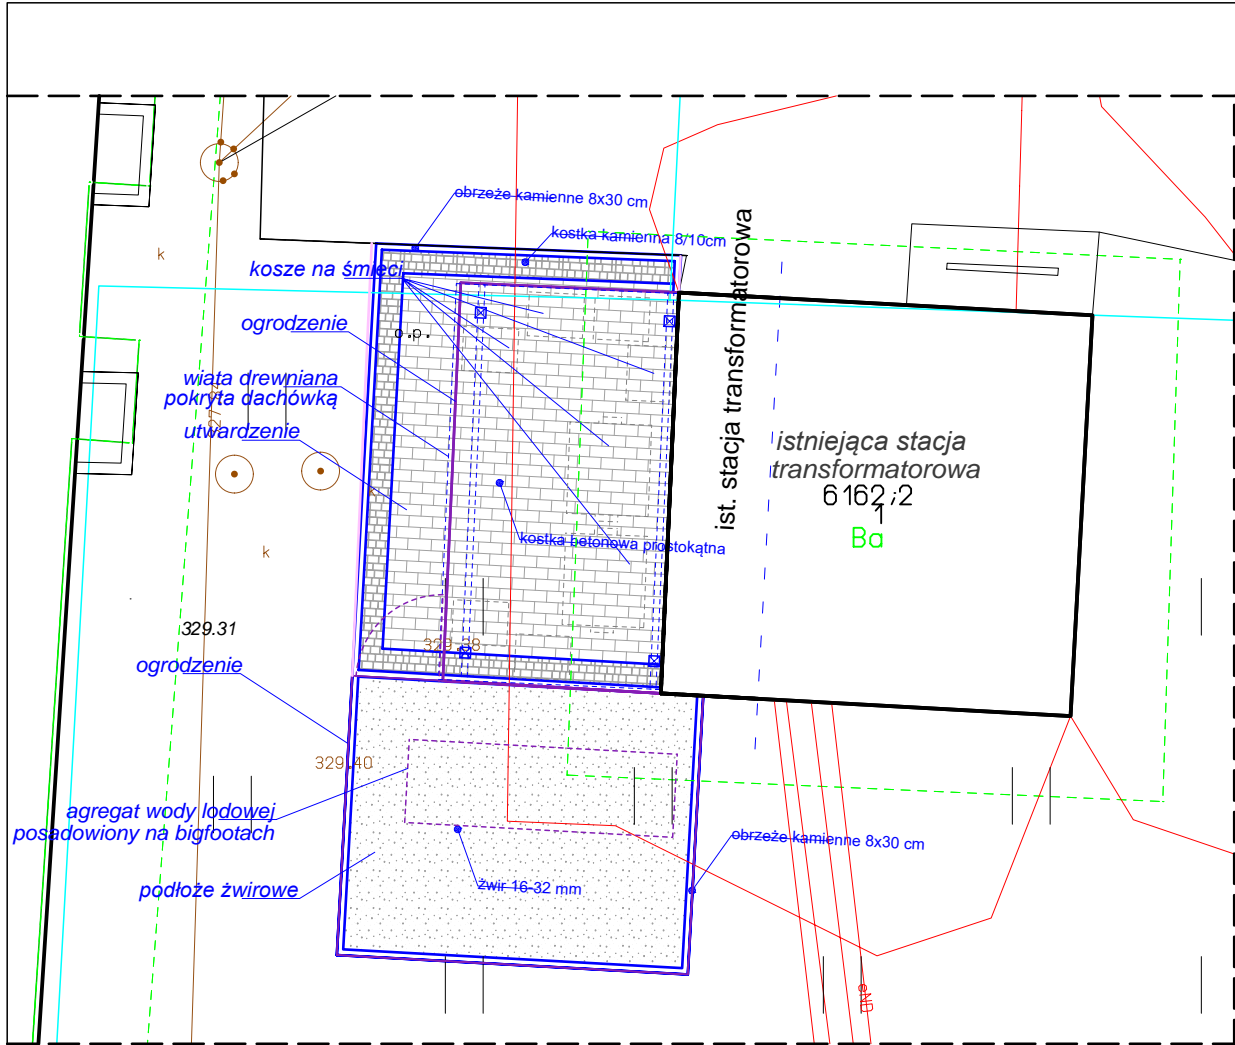 obrzeże kamienne 8x30 cm
kostka kamienna 8/10cm
kosze na śmieci
ogrodzenie
o.p.
wiata drewniana
pokryta dachówką
utwardzenie
ist. stacja transformatorowa
istniejąca stacja
transformatorowa
6162;2
1
Ba
k
k
k
kostka betonowa prostokątna
329.31
ogrodzenie
329.40
agregat wody lodowej
posadowiony na bigfootach
podłoże żwirowe
żwir 16-32 mm
obrzeże kamienne 8x30 cm
eND